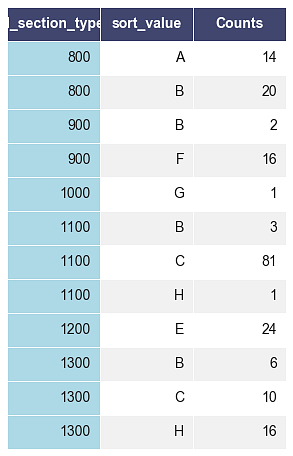 l_section_type sort_value Counts
800 A 14
800 B 20
900 B 2
900 F 16
1000 G 1
1100 B 3
1100 C 81
1100 H 1
1200 E 24
1300 B 6
1300 C 10
1300 H 16